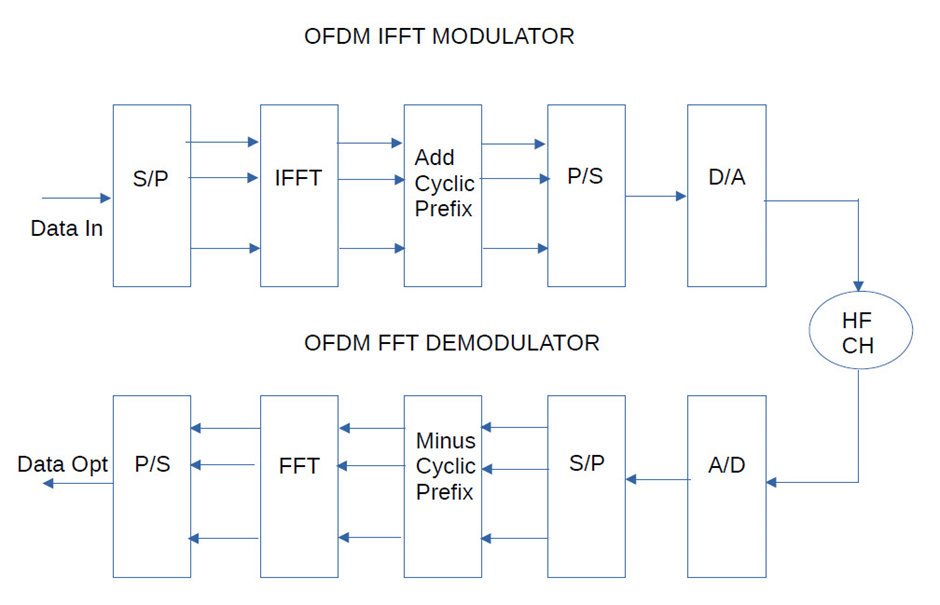 OFDM IFFT MODULATOR
Data In
S/P
IFFT
Add
Cyclic
Prefix
P/S
D/A
HF
CH
OFDM FFT DEMODULATOR
Data Opt
P/S
FFT
Minus
Cyclic
Prefix
S/P
A/D